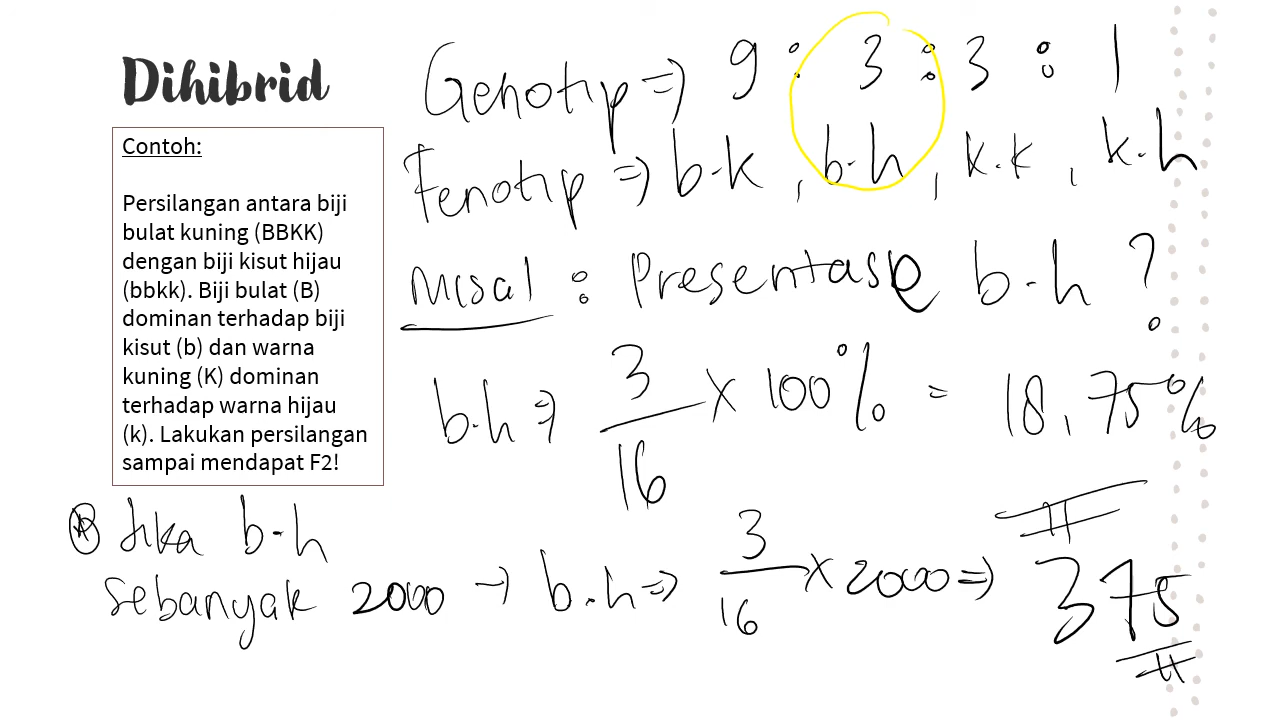 Dihibrid
Contoh:
Persilangan antara biji
bulat kuning (BBKK)
dengan biji kisut hijau
(bbkk). Biji bulat (B)
dominan terhadap biji
kisut (b) dan warna
kuning (K) dominan
terhadap warna hijau
(k). Lakukan persilangan
sampai mendapat F2!
Genotip => 9 : 3 : 3 : 1
Fenotip => b.k, b.h, k.k, k.h
Misal : Presentase b.h ?
b.h => 3/16 x 100% = 18,75%
* Jika b.h
sebanyak 2000 -> b.h => 3/16 x 2000 => 375